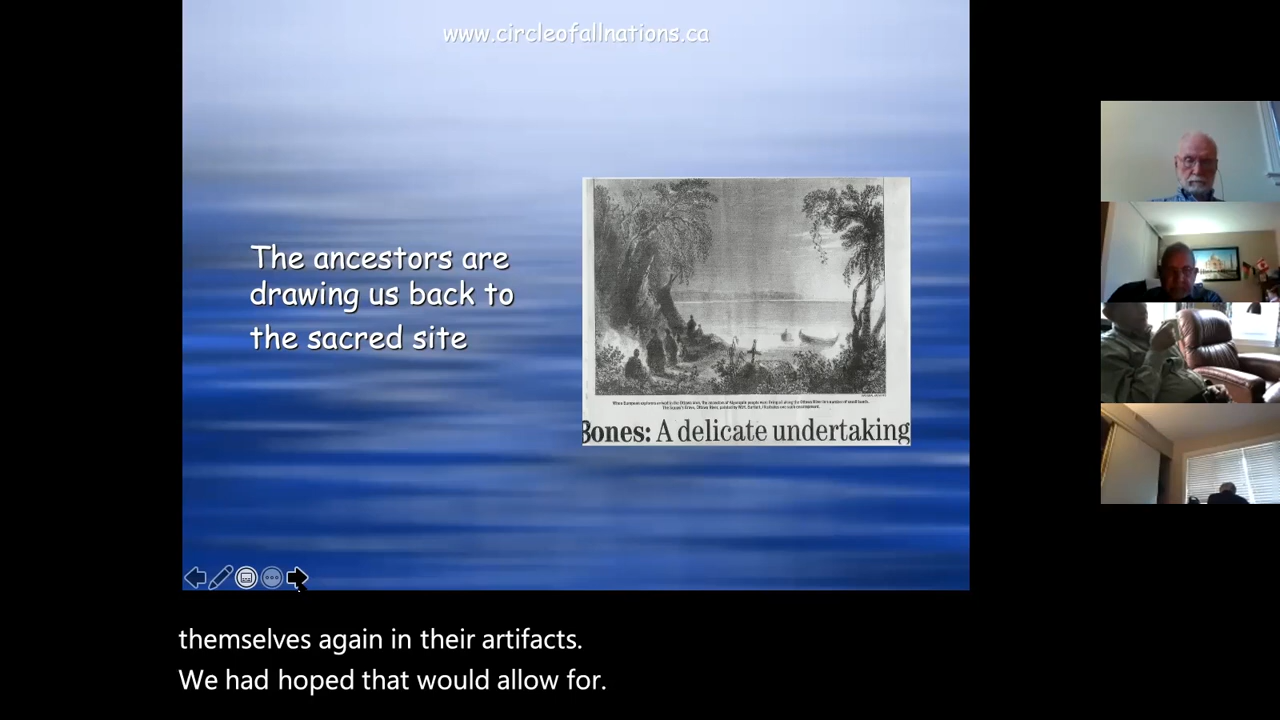 www.circleofallnations.ca
The ancestors are
drawing us back to
the sacred site
Bones: A delicate undertaking
themselves again in their artifacts.
We had hoped that would allow for.